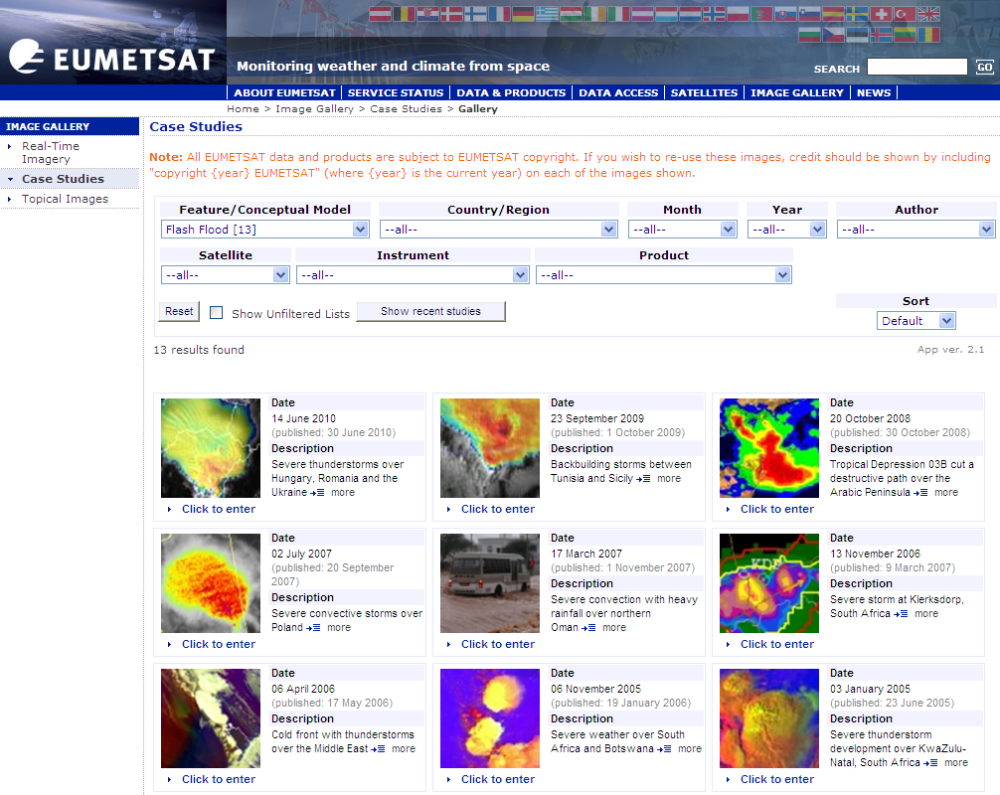 EUMETSAT
Monitoring weather and climate from space
SEARCH GO
ABOUT EUMETSAT SERVICE STATUS DATA & PRODUCTS DATA ACCESS SATELLITES IMAGE GALLERY NEWS
Home > Image Gallery > Case Studies > Gallery
IMAGE GALLERY
Real-Time
Imagery
Case Studies
Topical Images
Case Studies
Note: All EUMETSAT data and products are subject to EUMETSAT copyright. If you wish to re-use these images, credit should be shown by including
"copyright {year} EUMETSAT" (where {year} is the current year) on each of the images shown.
Feature/Conceptual Model Country/Region Month Year Author
Flash Flood [13] --all-- --all-- --all-- --all--
Satellite Instrument Product
--all-- --all-- --all--
Reset Show Unfiltered Lists Show recent studies
Sort
Default
13 results found
App ver. 2.1
Date
14 June 2010
(published: 30 June 2010)
Description
Severe thunderstorms over
Hungary, Romania and the
Ukraine more
Click to enter
Date
23 September 2009
(published: 1 October 2009)
Description
Backbuilding storms between
Tunisia and Sicily more
Click to enter
Date
20 October 2008
(published: 30 October 2008)
Description
Tropical Depression 03B cut a
destructive path over the
Arabic Peninsula more
Click to enter
Date
02 July 2007
(published: 20 September
2007)
Description
Severe convective storms over
Poland more
Click to enter
Date
17 March 2007
(published: 1 November 2007)
Description
Severe convection with heavy
rainfall over northern
Oman more
Click to enter
KDP
Date
13 November 2006
(published: 9 March 2007)
Description
Severe storm at Klerksdorp,
South Africa more
Click to enter
Date
06 April 2006
(published: 17 May 2006)
Description
Cold front with thunderstorms
over the Middle East more
Click to enter
Date
06 November 2005
(published: 19 January 2006)
Description
Severe weather over South
Africa and Botswana more
Click to enter
Date
03 January 2005
(published: 23 June 2005)
Description
Severe thunderstorm
development over KwaZulu-
Natal, South Africa more
Click to enter